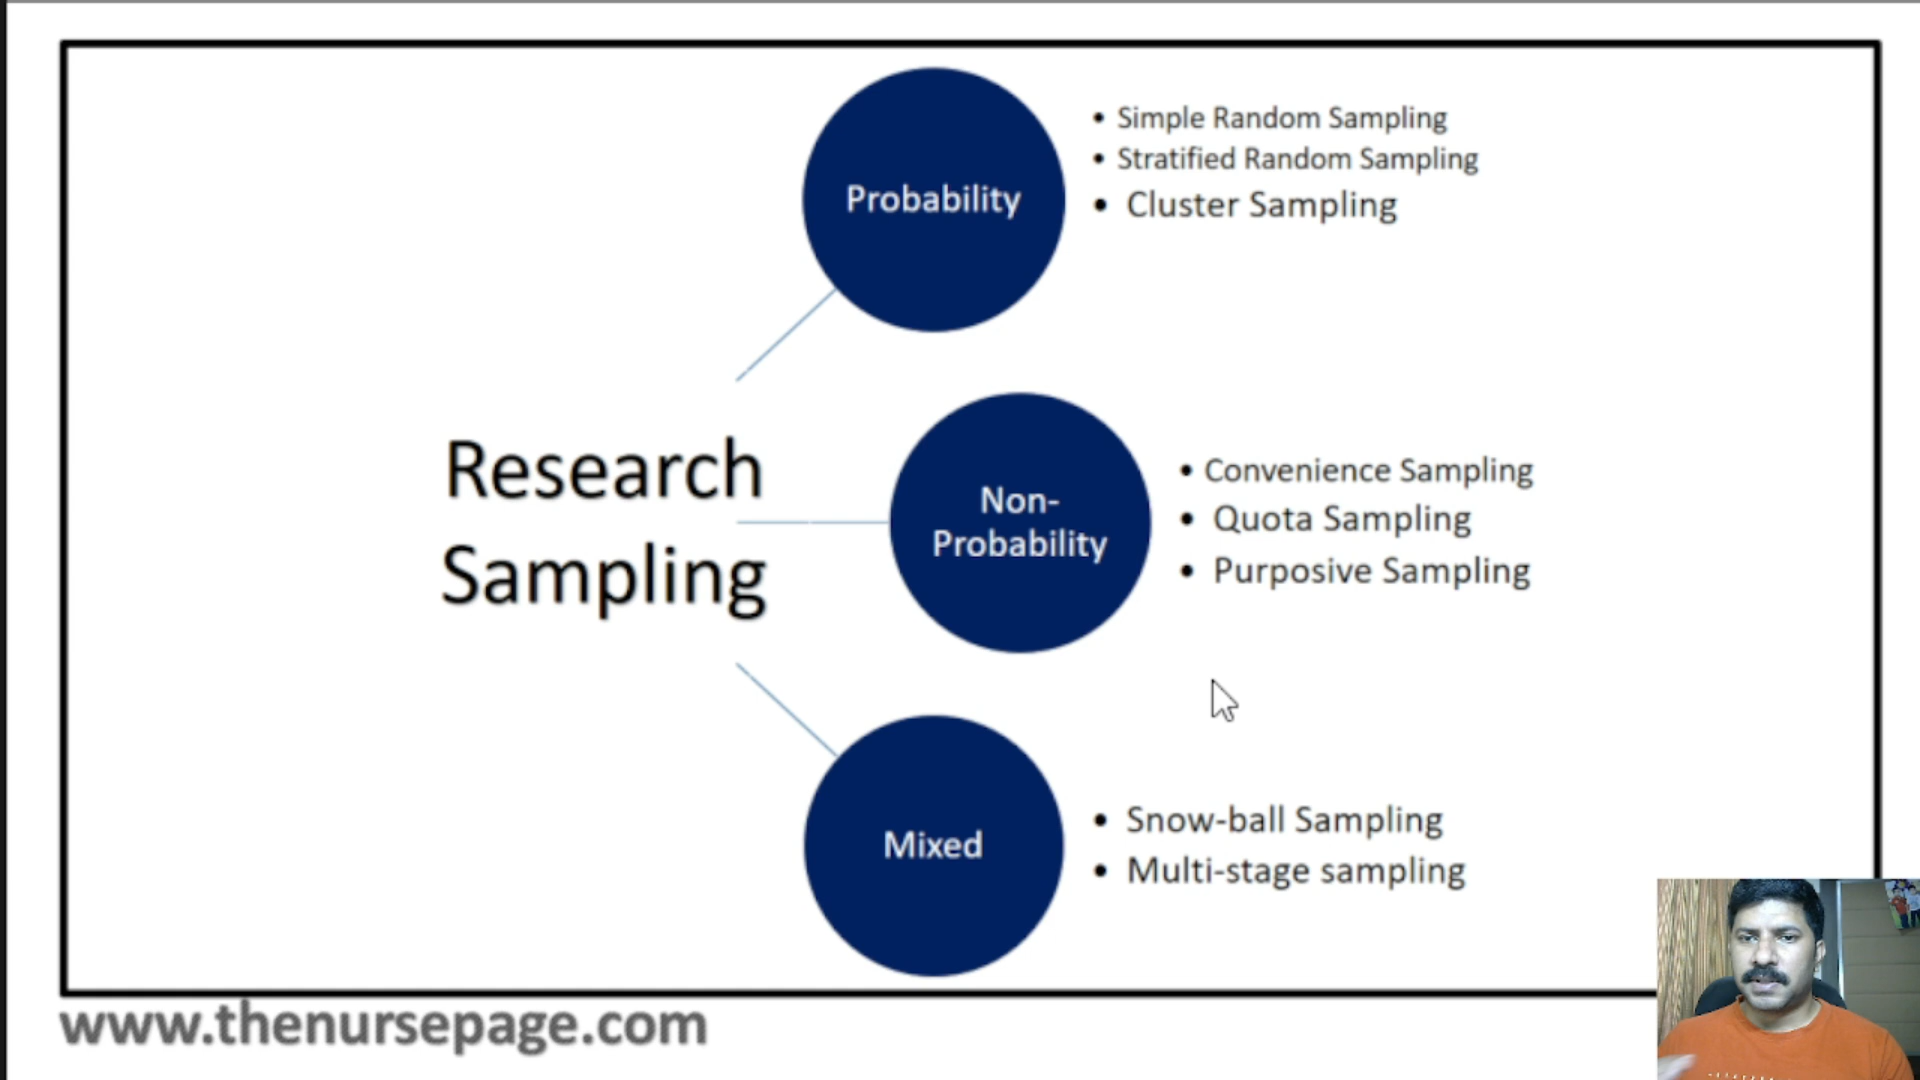 Probability
• Simple Random Sampling
• Stratified Random Sampling
• Cluster Sampling
Research
Sampling
Non-
Probability
• Convenience Sampling
• Quota Sampling
• Purposive Sampling
Mixed
• Snow-ball Sampling
• Multi-stage sampling
www.thenursepage.com